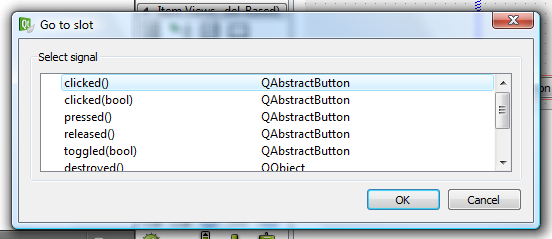 Item Views
del-Based)
Go to slot
Select signal
clicked() QAbstractButton
clicked(bool) QAbstractButton
pressed() QAbstractButton
released() QAbstractButton
toggled(bool) QAbstractButton
destroyed() QObject
OK Cancel